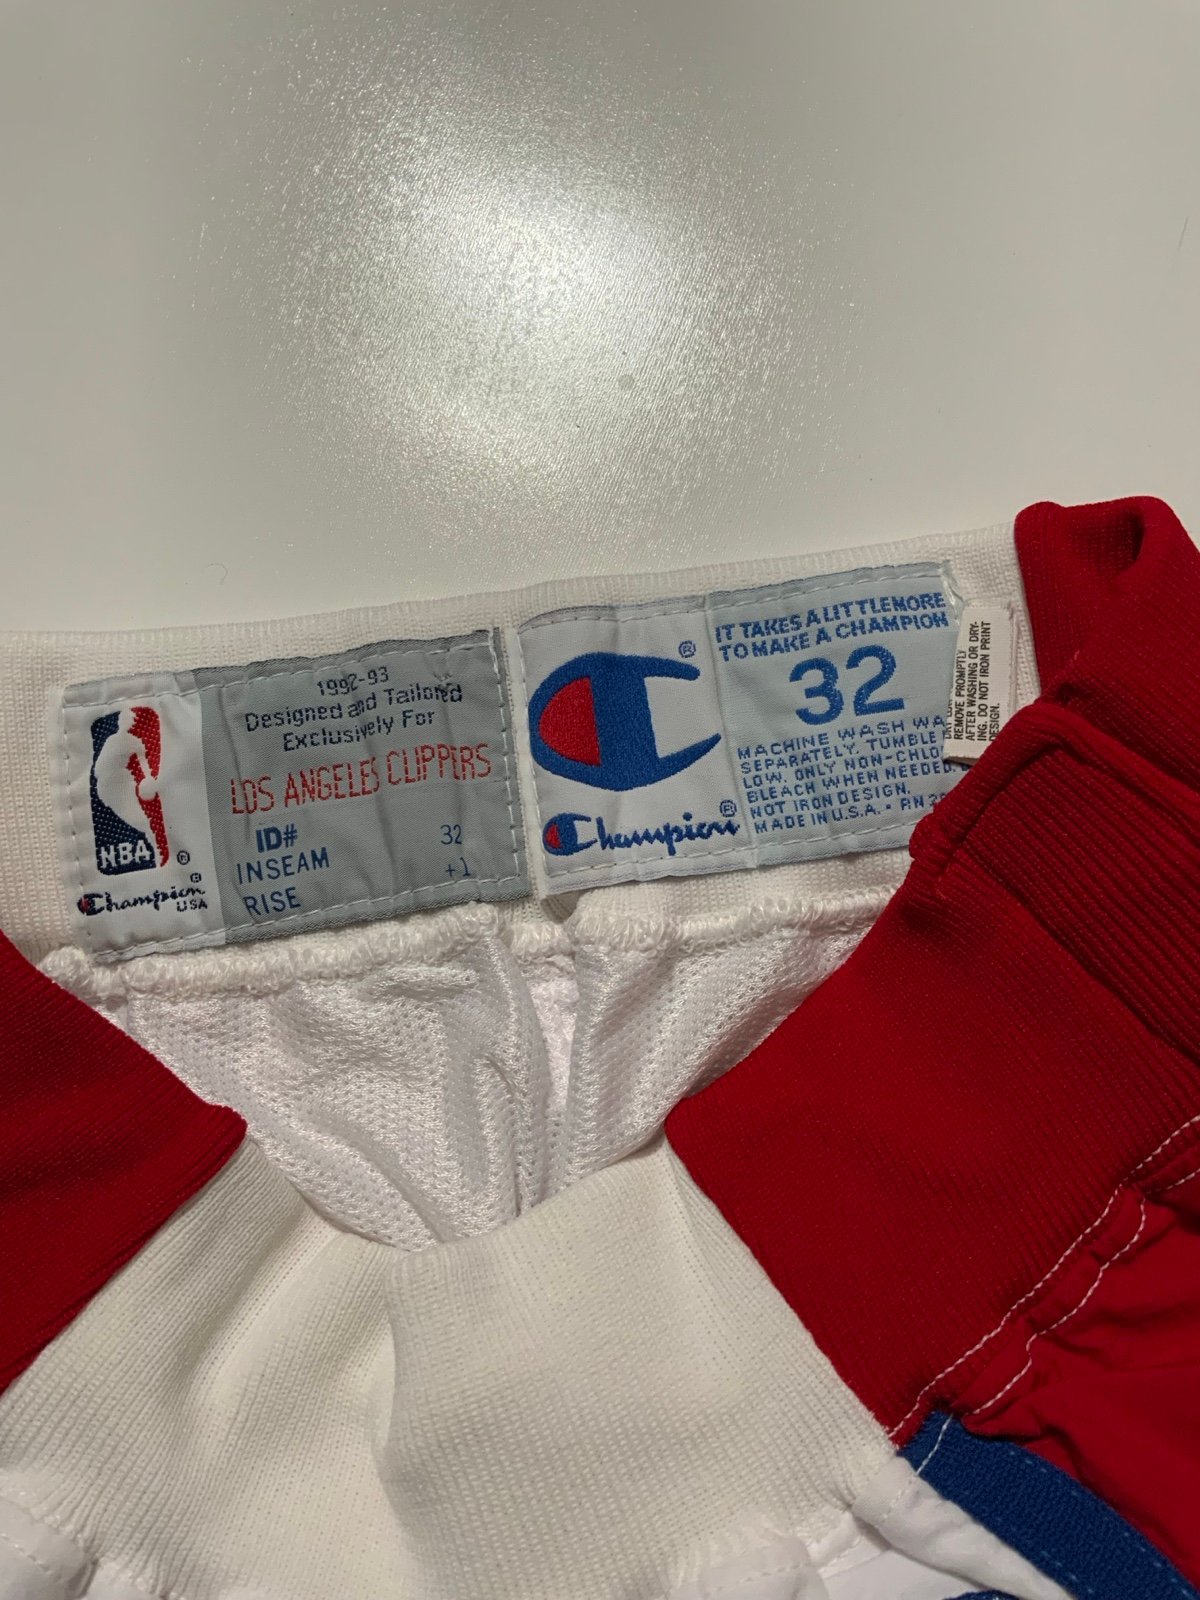 1992-93
Designed and Tailored
Exclusively For
LOS ANGELES CLIPPERS
ID#
INSEAM 32
RISE +1
NBA ®
Champion ®
USA
®
Champion ®
IT TAKES A LITTLE MORE
TO MAKE A CHAMPION
32
MACHINE WASH WA
SEPARATELY. TUMBLE
LOW. ONLY NON-CHLO
BLEACH WHEN NEEDED.
NOT IRON DESIGN.
MADE IN U.S.A. • RN
REMOVE PROMPTLY
AFTER WASHING OR DRY-
ING. DO NOT IRON PRINT
DESIGN.